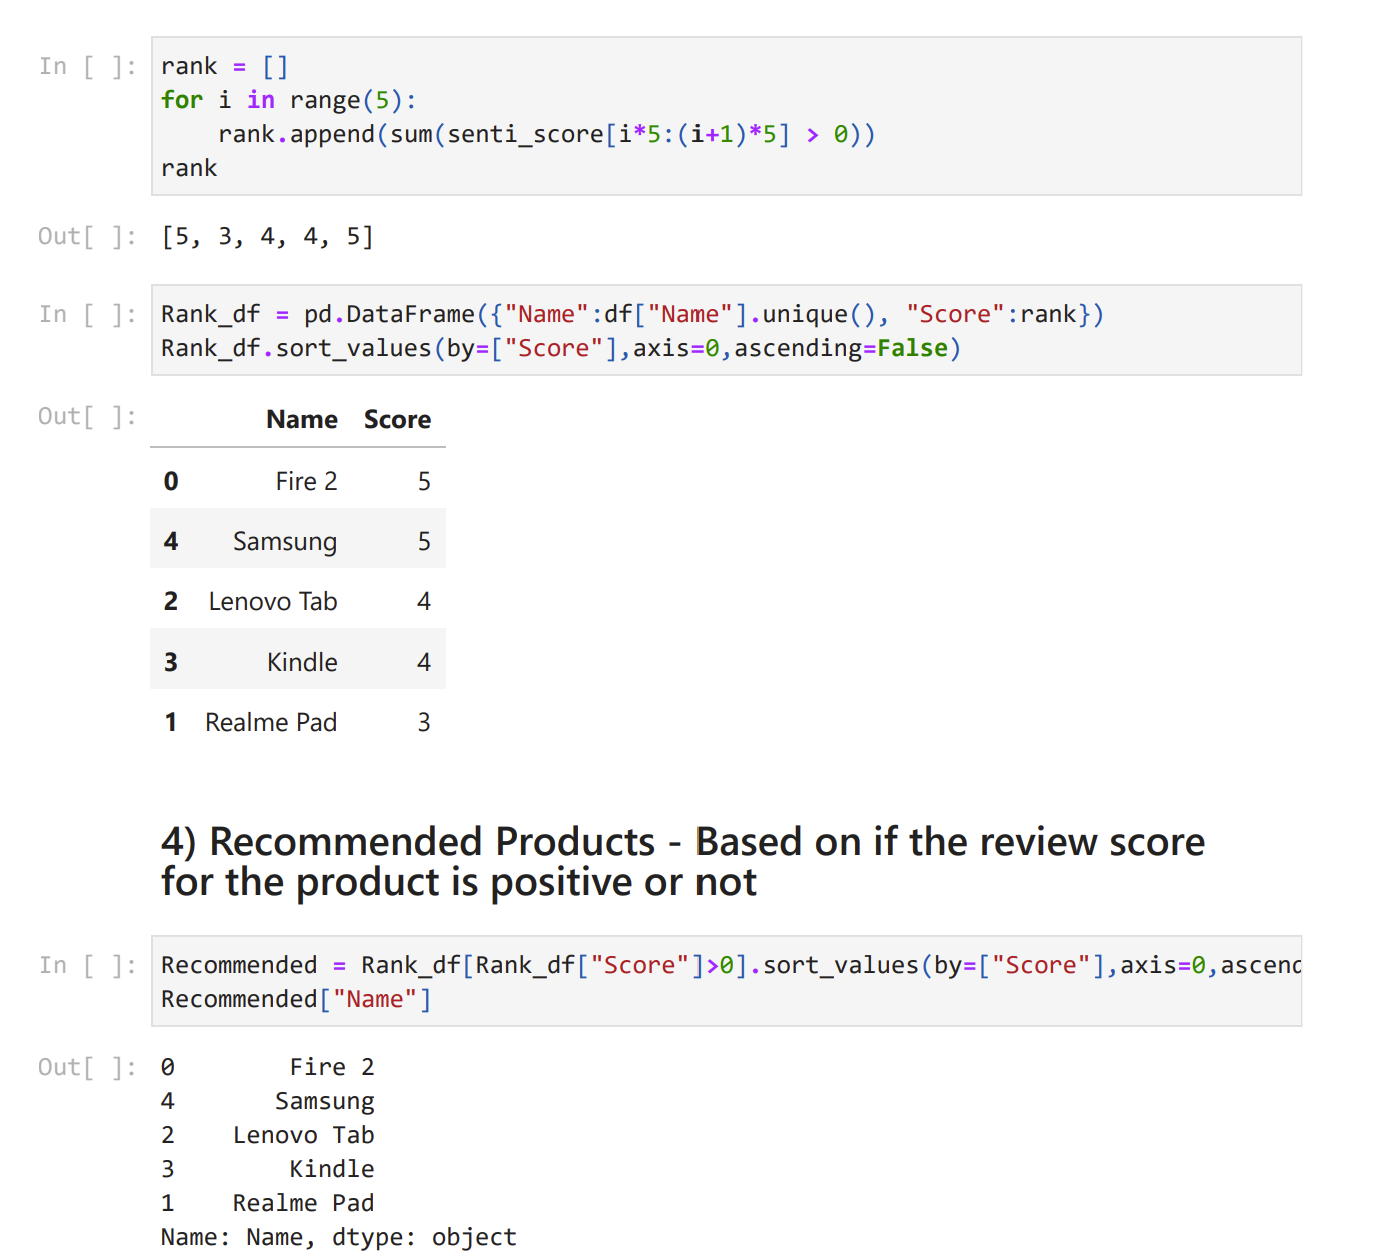 In [ ]: rank = []
for i in range(5):
    rank.append(sum(senti_score[i*5:(i+1)*5] > 0))
rank
Out[ ]: [5, 3, 4, 4, 5]
In [ ]: Rank_df = pd.DataFrame({"Name":df["Name"].unique(), "Score":rank})
Rank_df.sort_values(by=["Score"],axis=0,ascending=False)
Out[ ]: Name Score
0 Fire 2 5
4 Samsung 5
2 Lenovo Tab 4
3 Kindle 4
1 Realme Pad 3
4) Recommended Products - Based on if the review score
for the product is positive or not
In [ ]: Recommended = Rank_df[Rank_df["Score"]>0].sort_values(by=["Score"],axis=0,ascend
Recommended["Name"]
Out[ ]: 0 Fire 2
4 Samsung
2 Lenovo Tab
3 Kindle
1 Realme Pad
Name: Name, dtype: object